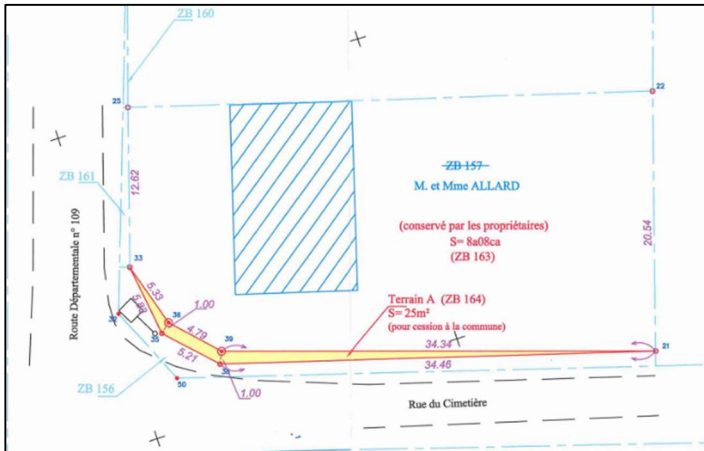 ZB 160
25
22
ZB 157
M. et Mme ALLARD
ZB 161
12.62
(conservé par les propriétaires)
S= 8a08ca
(ZB 163)
20.54
Route Départementale n° 109
33
5.33
5.83
Terrain A (ZB 164)
S= 25m²
(pour cession à la commune)
36
1.00
4.79
35
39
34.34
21
5.21
38
34.46
ZB 156
50
1.00
Rue du Cimetière